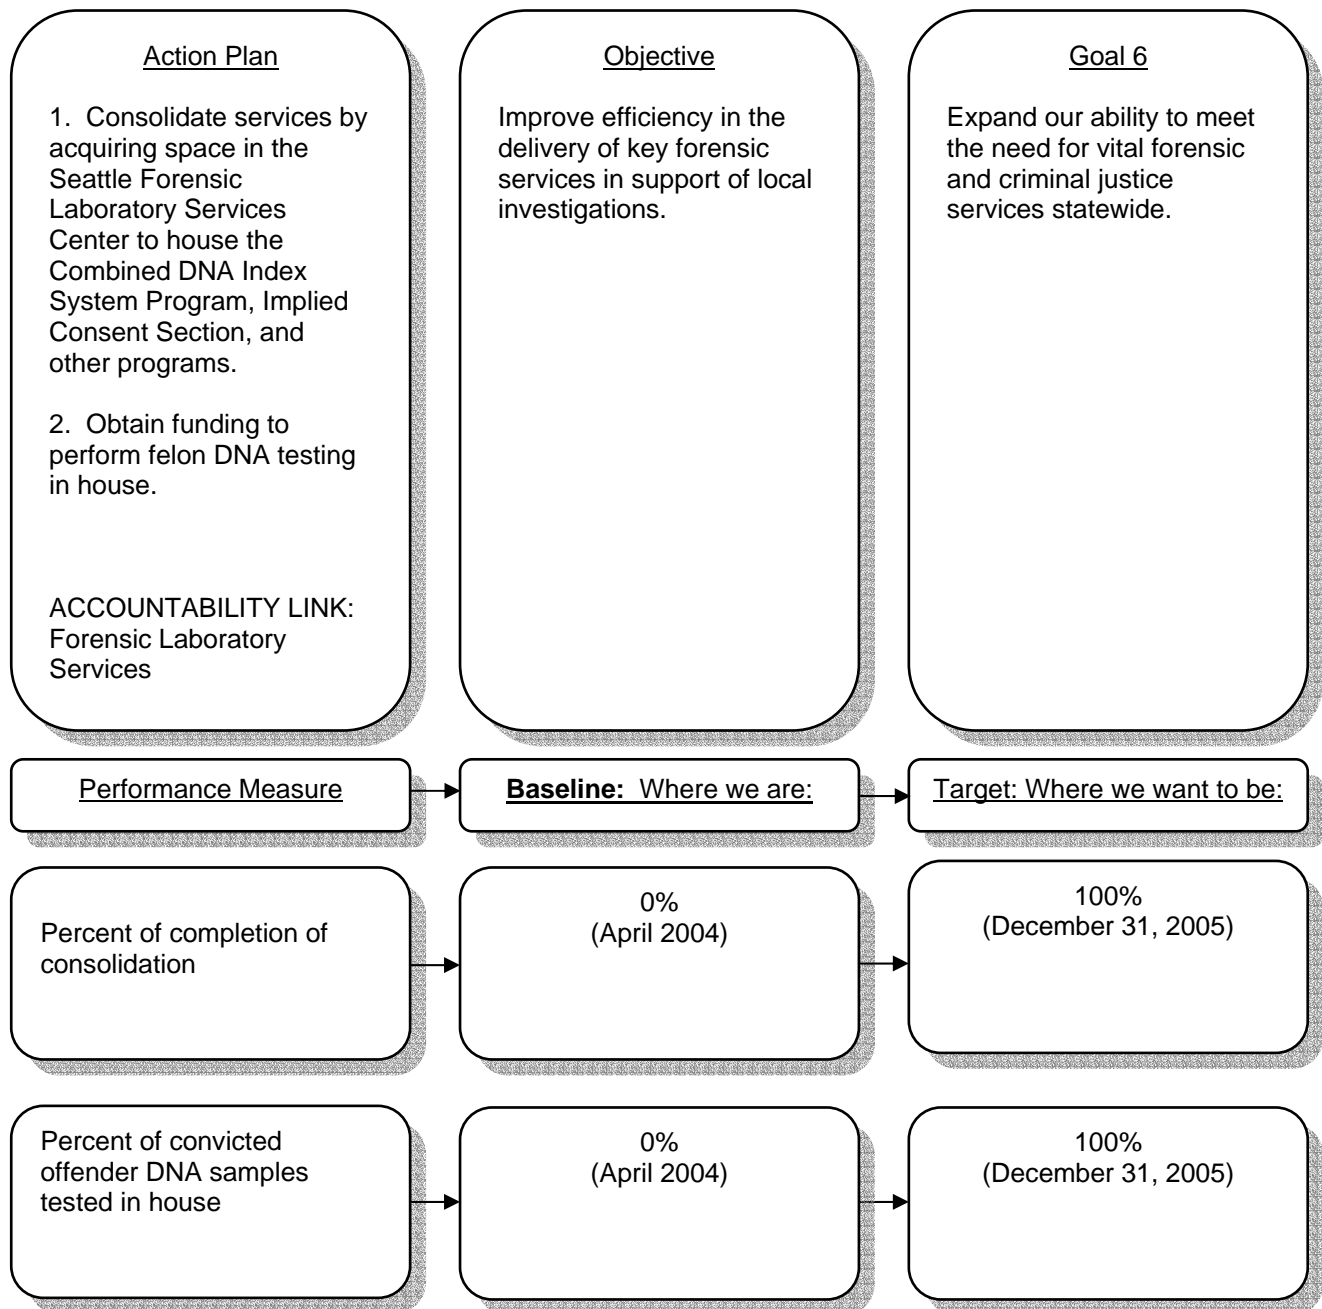 Action Plan
1. Consolidate services by
acquiring space in the
Seattle Forensic
Laboratory Services
Center to house the
Combined DNA Index
System Program, Implied
Consent Section, and
other programs.
2. Obtain funding to
perform felon DNA testing
in house.
ACCOUNTABILITY LINK:
Forensic Laboratory
Services
Objective
Improve efficiency in the
delivery of key forensic
services in support of local
investigations.
Goal 6
Expand our ability to meet
the need for vital forensic
and criminal justice
services statewide.
Performance Measure
Baseline: Where we are:
Target: Where we want to be:
Percent of completion of
consolidation
0%
(April 2004)
100%
(December 31, 2005)
Percent of convicted
offender DNA samples
tested in house
0%
(April 2004)
100%
(December 31, 2005)